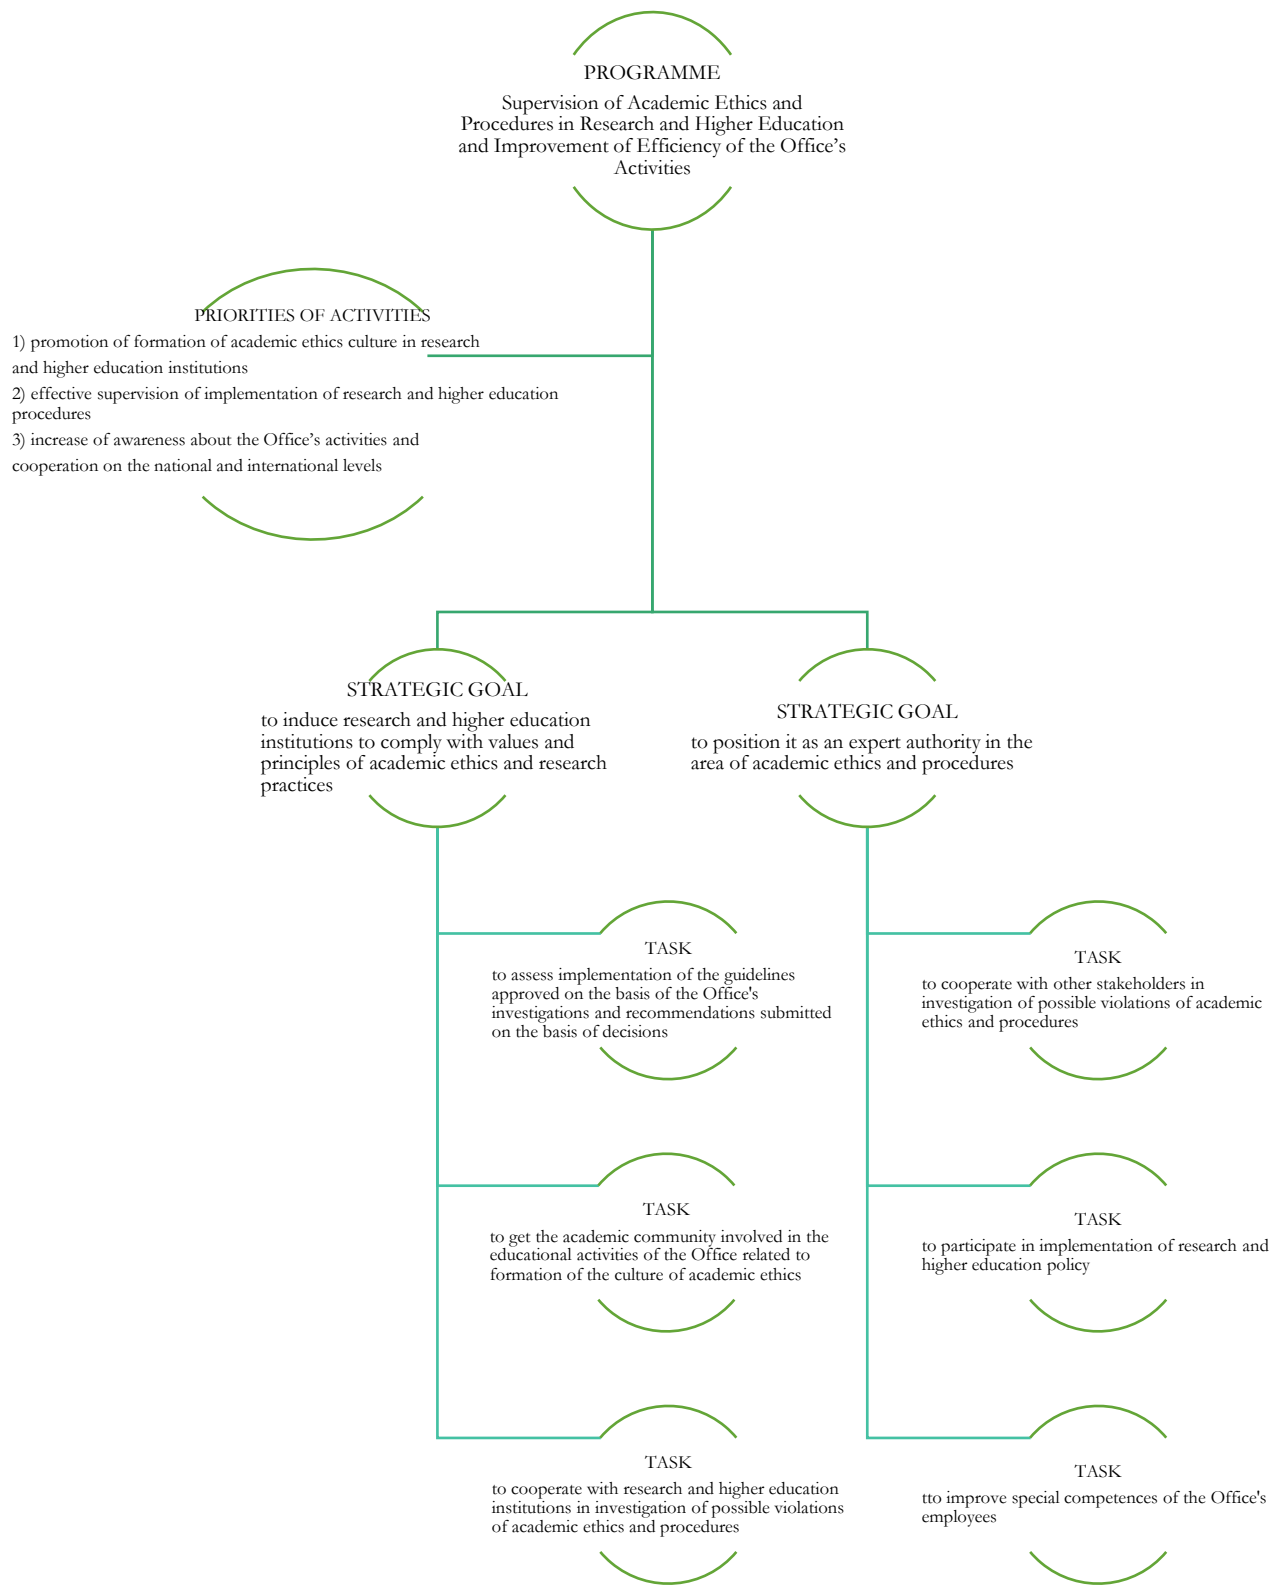 PROGRAMME
Supervision of Academic Ethics and
Procedures in Research and Higher Education
and Improvement of Efficiency of the Office’s
Activities
PRIORITIES OF ACTIVITIES
1) promotion of formation of academic ethics culture in research
and higher education institutions
2) effective supervision of implementation of research and higher education
procedures
3) increase of awareness about the Office’s activities and
cooperation on the national and international levels
STRATEGIC GOAL
to induce research and higher education
institutions to comply with values and
principles of academic ethics and research
practices
STRATEGIC GOAL
to position it as an expert authority in the
area of academic ethics and procedures
TASK
to assess implementation of the guidelines
approved on the basis of the Office's
investigations and recommendations submitted
on the basis of decisions
TASK
to cooperate with other stakeholders in
investigation of possible violations of academic
ethics and procedures
TASK
to get the academic community involved in the
educational activities of the Office related to
formation of the culture of academic ethics
TASK
to participate in implementation of research and
higher education policy
TASK
to cooperate with research and higher education
institutions in investigation of possible violations
of academic ethics and procedures
TASK
tto improve special competences of the Office's
employees